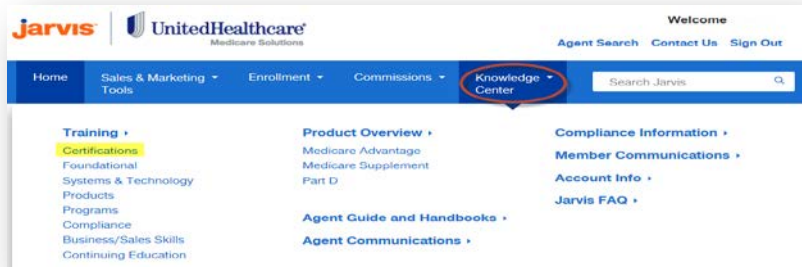 jarvis UnitedHealthcare®
Medicare Solutions
Welcome
Agent Search Contact Us Sign Out
Home Sales & Marketing Tools Enrollment Commissions Knowledge Center Search Jarvis
Training
Certifications
Foundational
Systems & Technology
Products
Programs
Compliance
Business/Sales Skills
Continuing Education
Product Overview
Medicare Advantage
Medicare Supplement
Part D
Agent Guide and Handbooks
Agent Communications
Compliance Information
Member Communications
Account Info
Jarvis FAQ